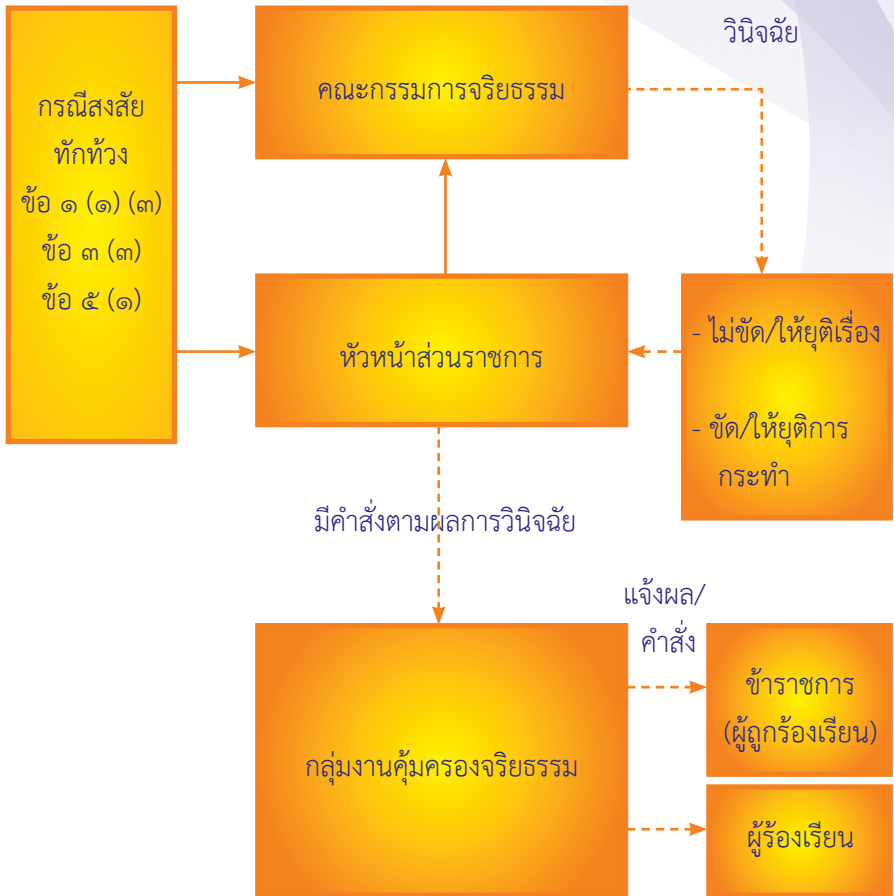 วินิจฉัย
กรณีสงสัย
ทักท้วง
ข้อ ๑ (๑) (๓)
ข้อ ๓ (๓)
ข้อ ๕ (๑)
คณะกรรมการจริยธรรม
หัวหน้าส่วนราชการ
- ไม่ขัด/ให้ยุติเรื่อง
- ขัด/ให้ยุติการ
กระทำ
มีคำสั่งตามผลการวินิจฉัย
แจ้งผล/
คำสั่ง
กลุ่มงานคุ้มครองจริยธรรม
ข้าราชการ
(ผู้ถูกร้องเรียน)
ผู้ร้องเรียน